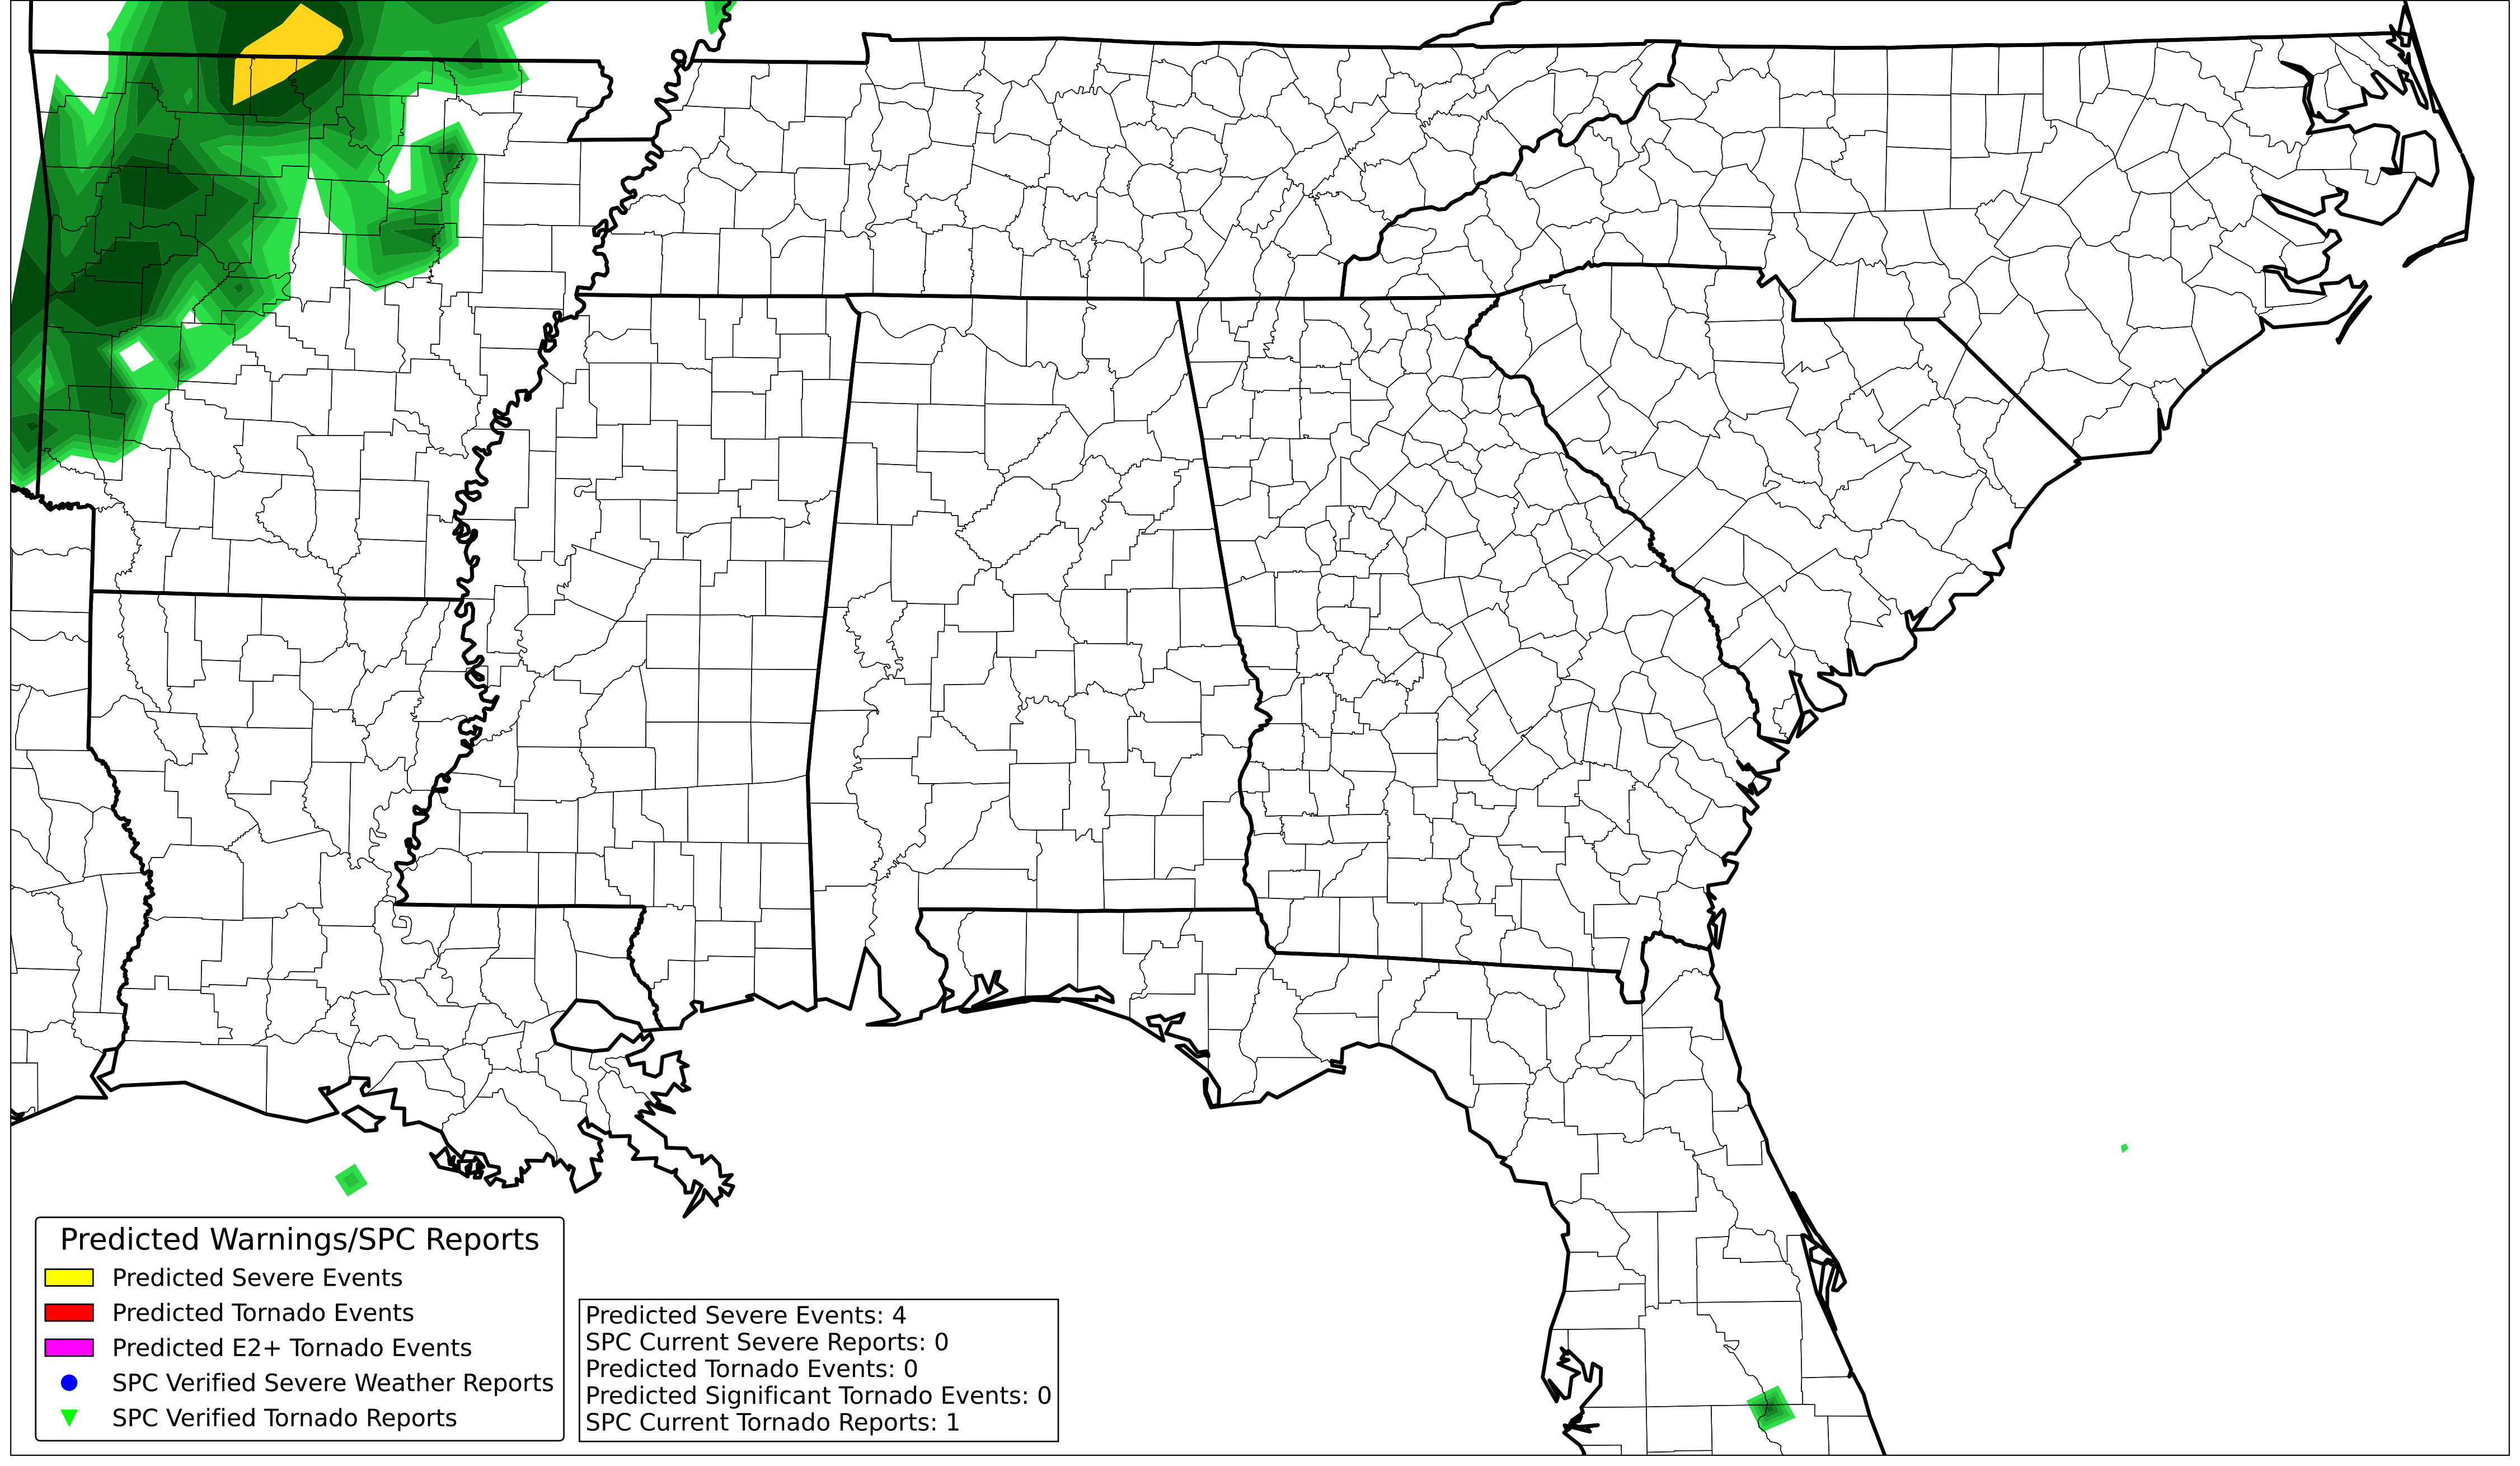 Predicted Warnings/SPC Reports
Predicted Severe Events
Predicted Tornado Events
Predicted E2+ Tornado Events
SPC Verified Severe Weather Reports
SPC Verified Tornado Reports
Predicted Severe Events: 4
SPC Current Severe Reports: 0
Predicted Tornado Events: 0
Predicted Significant Tornado Events: 0
SPC Current Tornado Reports: 1